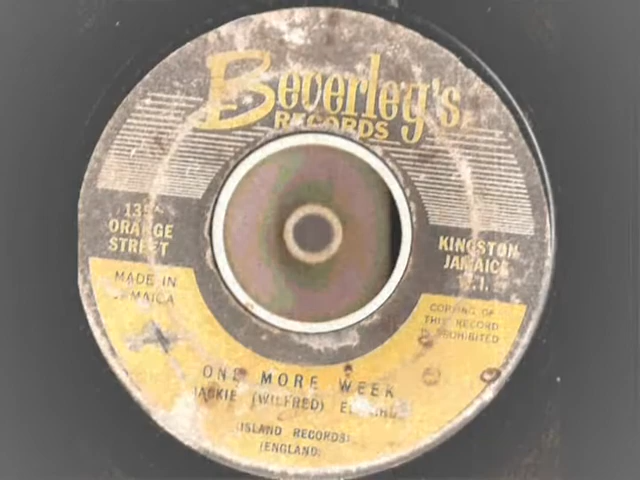 Beverley's
RECORDS
135A
ORANGE
STREET
KINGSTON
JAMAICA
W.I.
MADE IN
JAMAICA
COPYING OF
THIS RECORD
PROHIBITED
ONE MORE WEEK
JACKIE (WILFRED) EDWARDS
(ISLAND RECORDS)
(ENGLAND)